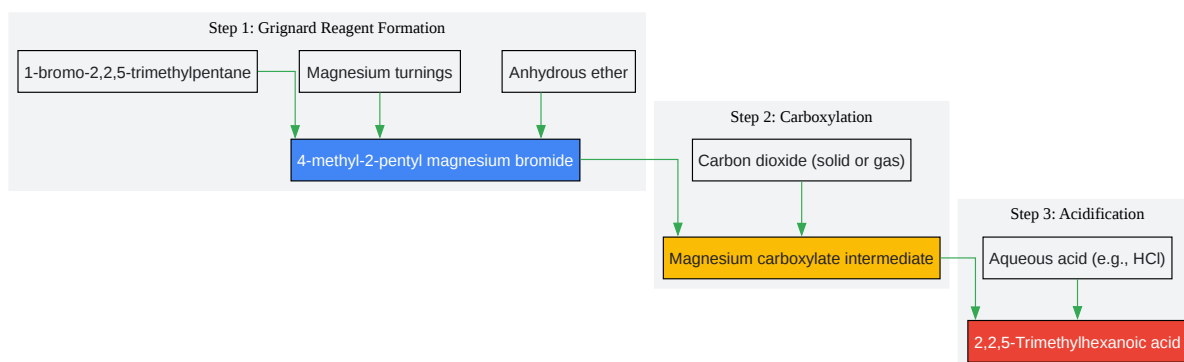 Step 1: Grignard Reagent Formation
1-bromo-2,2,5-trimethylpentane
Magnesium turnings
Anhydrous ether
4-methyl-2-pentyl magnesium bromide
Step 2: Carboxylation
Carbon dioxide (solid or gas)
Magnesium carboxylate intermediate
Step 3: Acidification
Aqueous acid (e.g., HCl)
2,2,5-Trimethylhexanoic acid